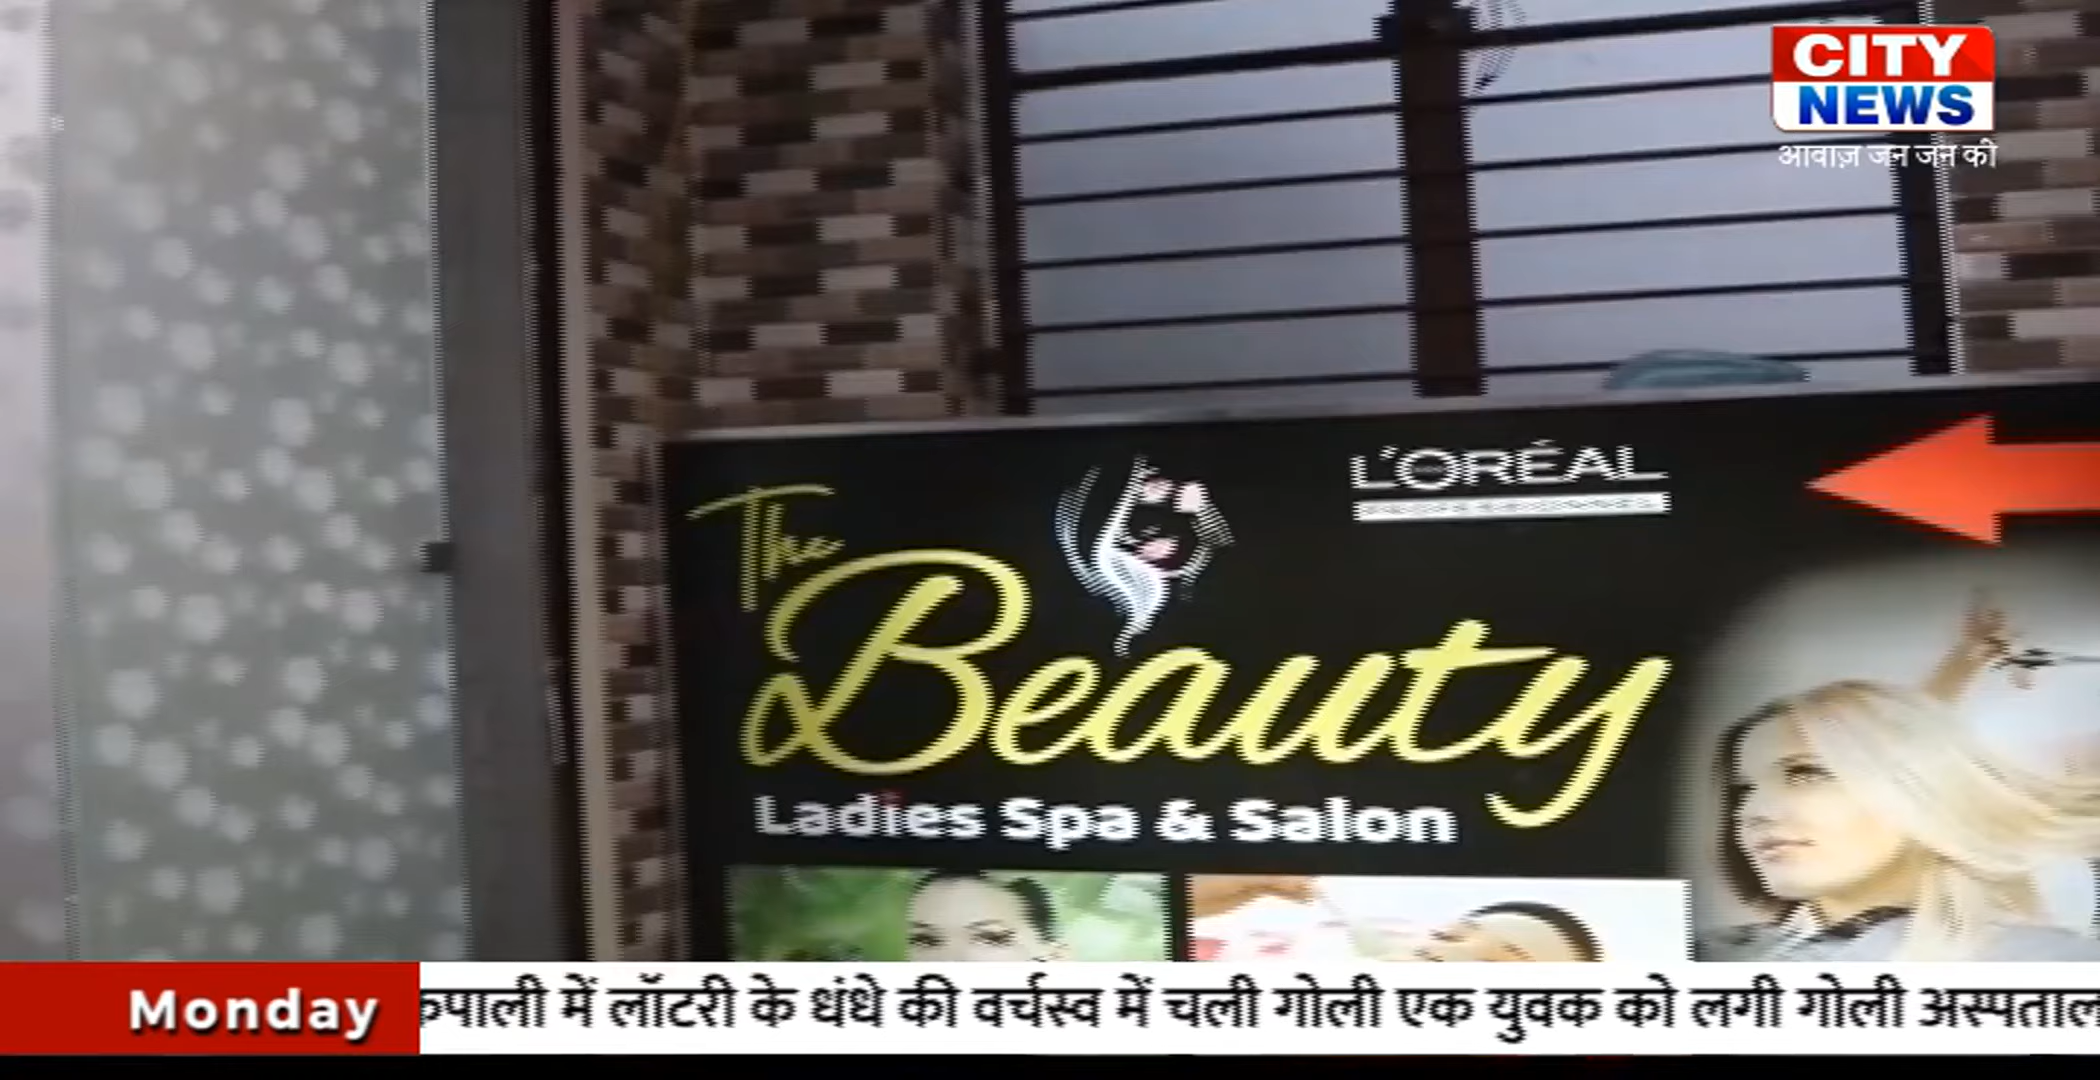 CITY
NEWS
आवाज़ जन जन की
L'ORÉAL
The
Beauty
Ladies Spa & Salon
Monday
में लॉटरी के धंधे की वर्चस्व में चली गोली एक युवक को लगी गोली अस्पताल